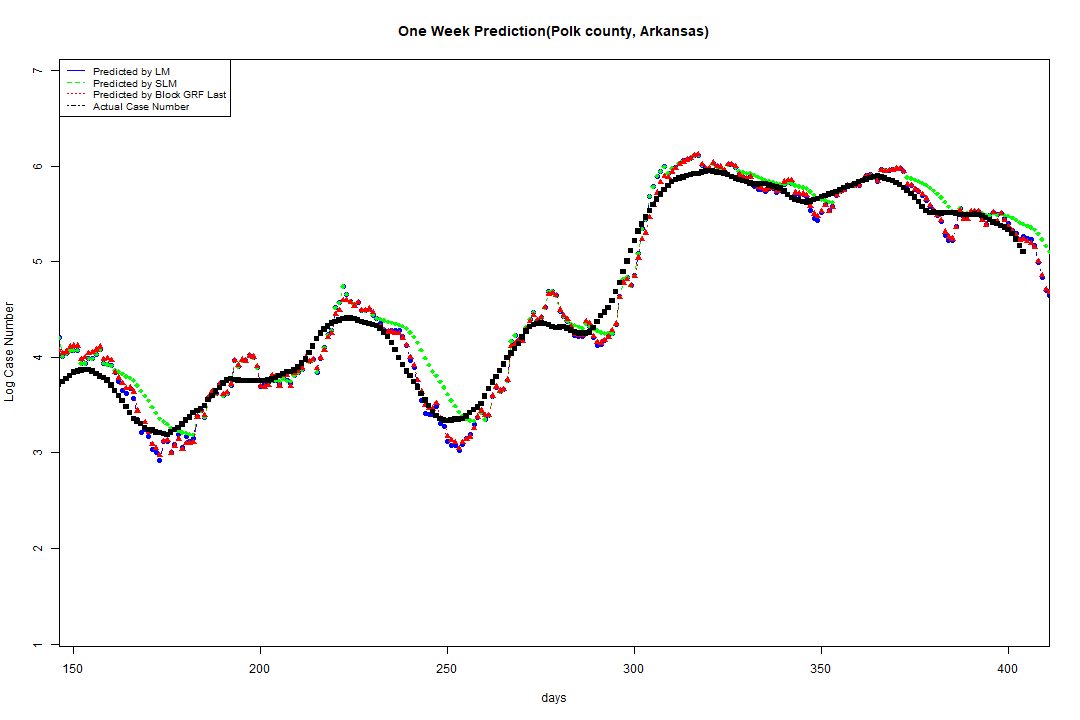 One Week Prediction(Polk county, Arkansas)
Predicted by LM
Predicted by SLM
Predicted by Block GRF Last
Actual Case Number
7
6
5
4
3
2
1
Log Case Number
150 200 250 300 350 400
days